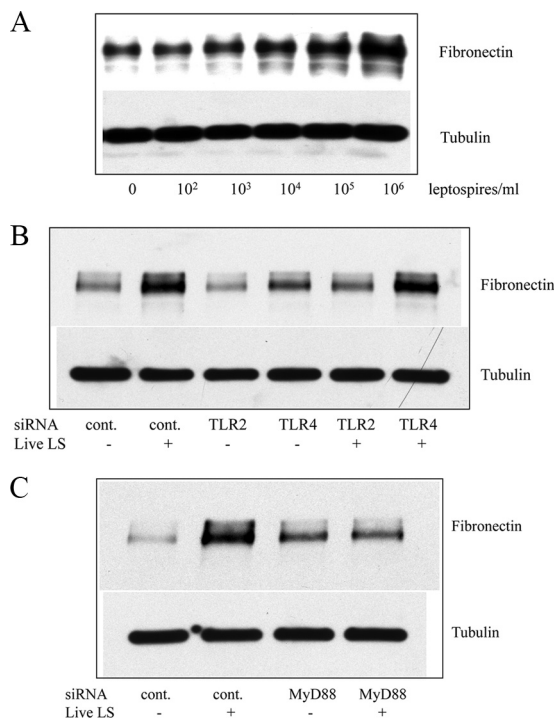 A
Fibronectin
Tubulin
0 10² 10³ 10⁴ 10⁵ 10⁶ leptospires/ml
B
Fibronectin
Tubulin
siRNA cont. cont. TLR2 TLR4 TLR2 TLR4
Live LS - + - - + +
C
Fibronectin
Tubulin
siRNA cont. cont. MyD88 MyD88
Live LS - + - +